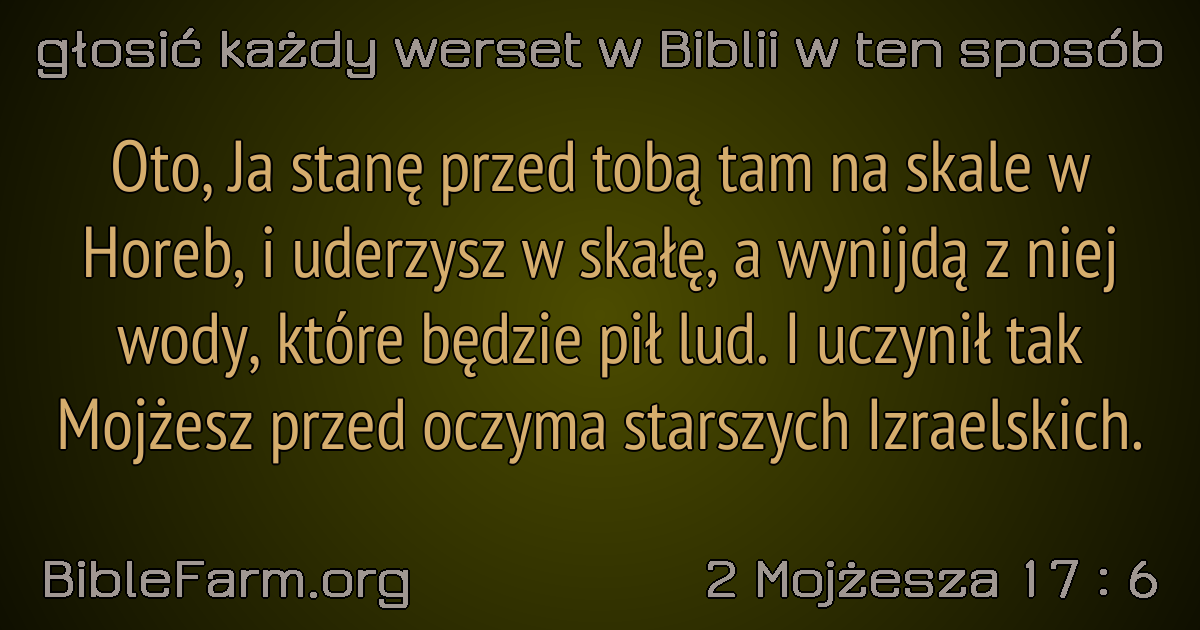 głosić każdy werset w Biblii w ten sposób
Oto, Ja stanę przed tobą tam na skale w
Horeb, i uderzysz w skałę, a wynijdą z niej
wody, które będzie pił lud. I uczynił tak
Mojżesz przed oczyma starszych Izraelskich.
BibleFarm.org
2 Mojżesza 17 : 6